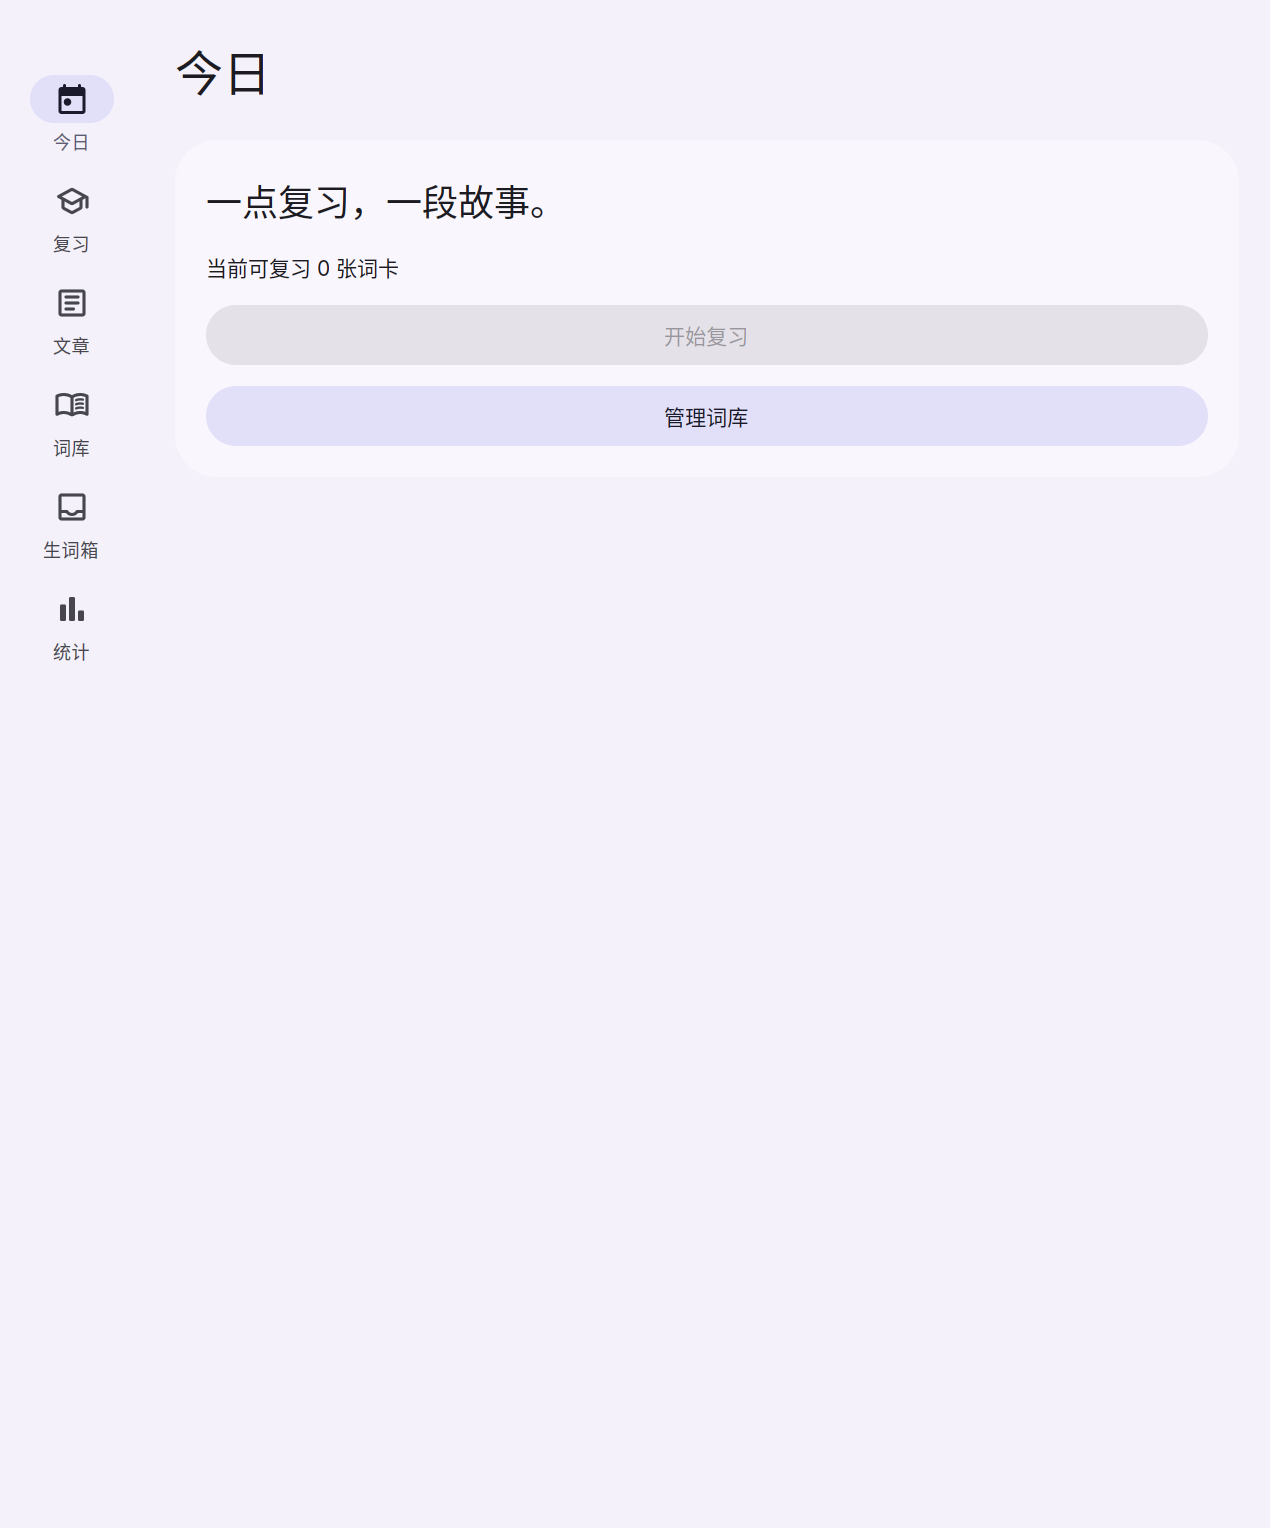 今日
今日
复习
文章
词库
生词箱
统计
一点复习，一段故事。
当前可复习 0 张词卡
开始复习
管理词库